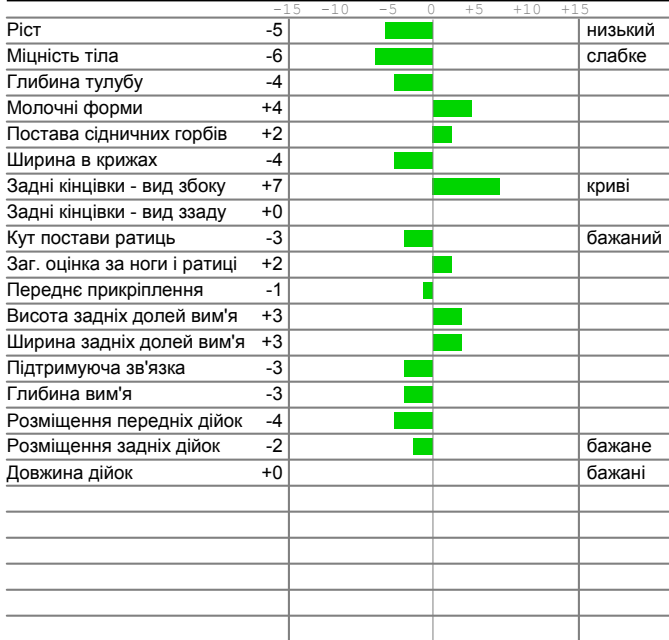 -15 -10 -5 0 +5 +10 +15
Ріст -5 низький
Міцність тіла -6 слабке
Глибина тулубу -4
Молочні форми +4
Постава сідничних горбів +2
Ширина в крижах -4
Задні кінцівки - вид збоку +7 криві
Задні кінцівки - вид ззаду +0
Кут постави ратиць -3 бажаний
Заг. оцінка за ноги і ратиці +2
Переднє прикріплення -1
Висота задніх долей вим'я +3
Ширина задніх долей вим'я +3
Підтримуюча зв'язка -3
Глибина вим'я -3
Розміщення передніх дійок -4
Розміщення задніх дійок -2 бажане
Довжина дійок +0 бажані